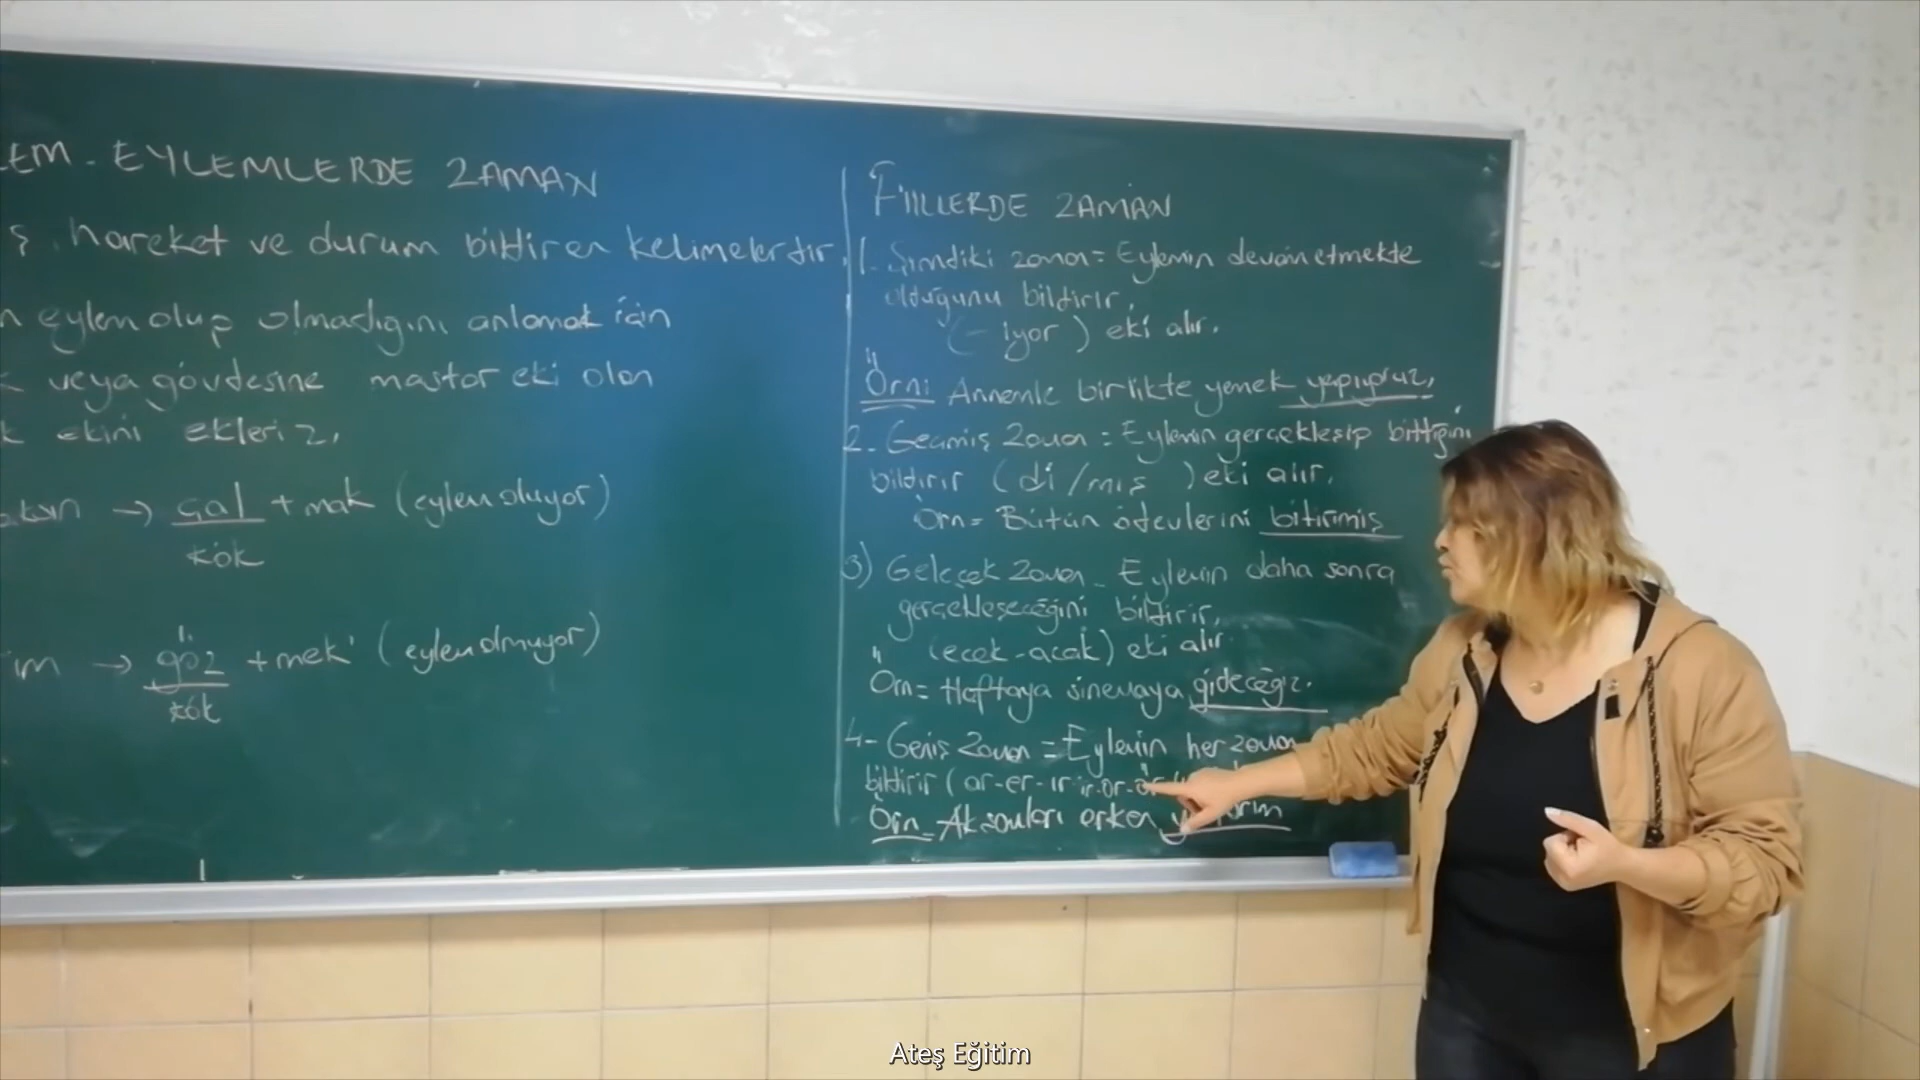 EYLEMLERDE ZAMAN
hareket ve durum bildiren kelimelerdir.
eylem olup olmadığını anlamak için
veya gövdesine mastar eki olan
ekini ekleriz.
→ çal + mak (eylem oluyor)
kök
→ göz + mek (eylem olmuyor)
kök
FİİLLERDE ZAMAN
1. Şimdiki zaman = Eylemin devam etmekte
olduğunu bildirir.
(- iyor) eki alır.
Örn: Annemle birlikte yemek yapıyoruz.
2- Geçmiş Zaman = Eylemin gerçekleşip bittiğini
bildirir (di/mış) eki alır.
Örn= Bütün ödevlerini bitirmiş
3) Gelecek Zaman - Eylemin daha sonra
gerçekleşeceğini bildirir.
(ecek-acak) eki alır.
Örn= Haftaya sinemaya gideceğiz.
4- Geniş Zaman = Eylemin her zaman
bildirir (ar-er-ır-ir-or-ör
Örn= Akşamları erken
Ateş Eğitim